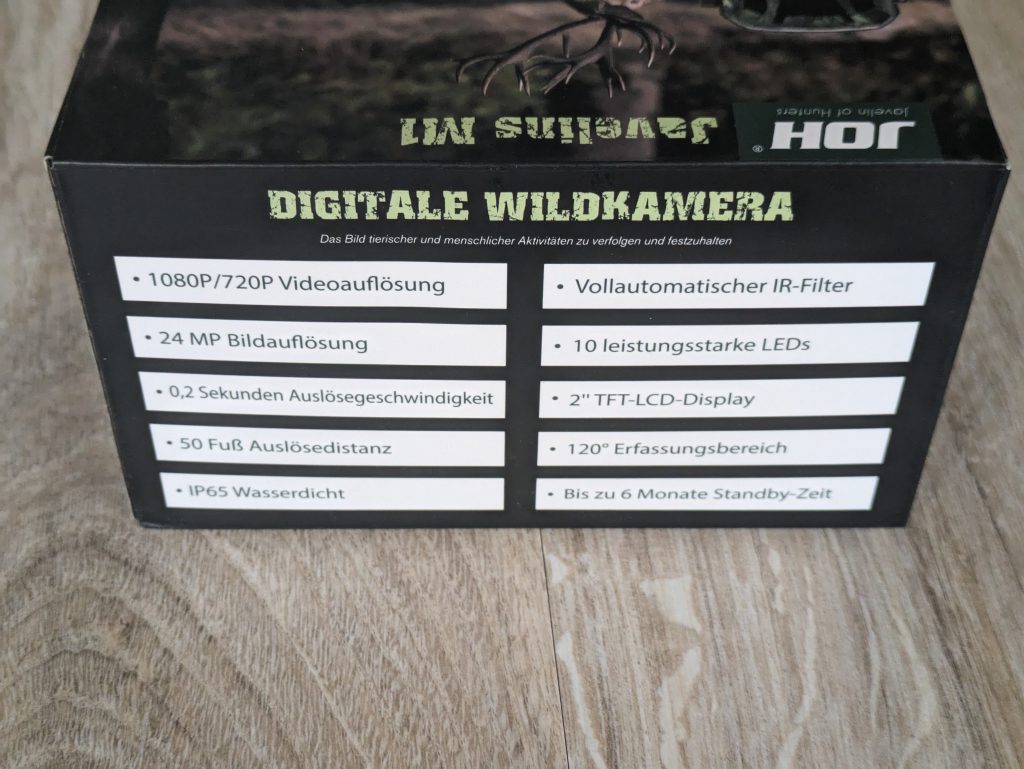 JOH®
javelin of Hunters
Javelins M1
DIGITALE WILDKAMERA
Das Bild tierischer und menschlicher Aktivitäten zu verfolgen und festzuhalten
• 1080P/720P Videoauflösung
• 24 MP Bildauflösung
• 0,2 Sekunden Auslösegeschwindigkeit
• 50 Fuß Auslösedistanz
• IP65 Wasserdicht
• Vollautomatischer IR-Filter
• 10 leistungsstarke LEDs
• 2'' TFT-LCD-Display
• 120° Erfassungsbereich
• Bis zu 6 Monate Standby-Zeit